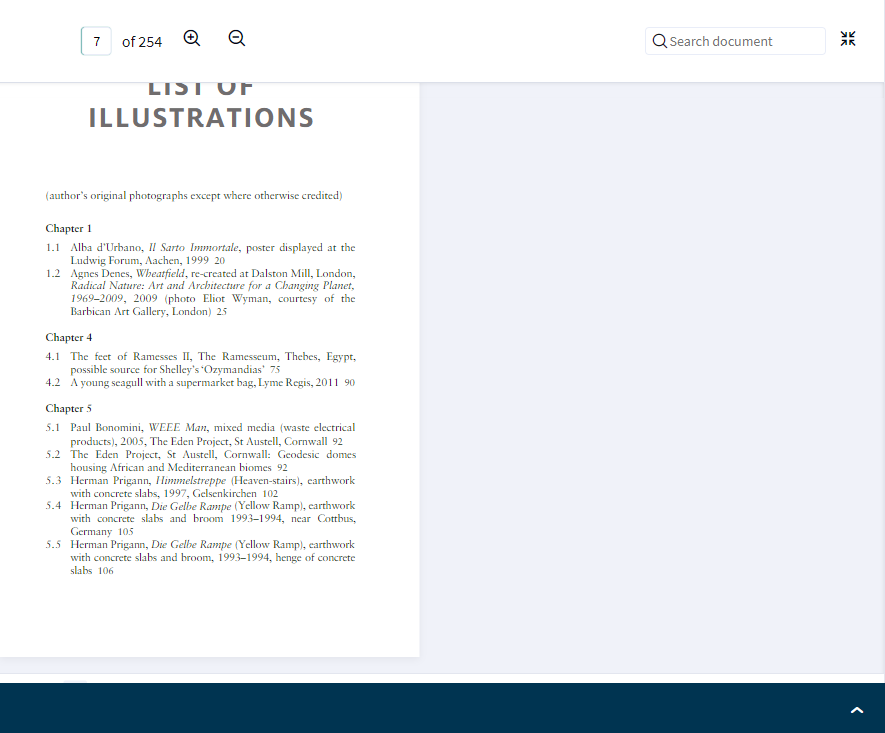 7 of 254
Search document
LIST OF
ILLUSTRATIONS
(author's original photographs except where otherwise credited)
Chapter 1
1.1 Alba d'Urbano, Il Sarto Immortale, poster displayed at the
Ludwig Forum, Aachen, 1999 20
1.2 Agnes Denes, Wheatfield, re-created at Dalston Mill, London,
Radical Nature: Art and Architecture for a Changing Planet,
1969–2009, 2009 (photo Eliot Wyman, courtesy of the
Barbican Art Gallery, London) 25
Chapter 4
4.1 The feet of Ramesses II, The Ramesseum, Thebes, Egypt,
possible source for Shelley's 'Ozymandias' 75
4.2 A young seagull with a supermarket bag, Lyme Regis, 2011 90
Chapter 5
5.1 Paul Bonomini, WEEE Man, mixed media (waste electrical
products), 2005, The Eden Project, St Austell, Cornwall 92
5.2 The Eden Project, St Austell, Cornwall: Geodesic domes
housing African and Mediterranean biomes 92
5.3 Herman Prigann, Himmelstreppe (Heaven-stairs), earthwork
with concrete slabs, 1997, Gelsenkirchen 102
5.4 Herman Prigann, Die Gelbe Rampe (Yellow Ramp), earthwork
with concrete slabs and broom 1993–1994, near Cottbus,
Germany 105
5.5 Herman Prigann, Die Gelbe Rampe (Yellow Ramp), earthwork
with concrete slabs and broom, 1993–1994, henge of concrete
slabs 106